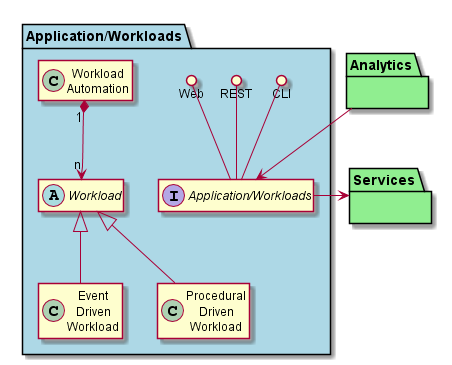 Application/Workloads
C
Workload
Automation
Web
REST
CLI
Analytics
1
n
A
Workload
I
Application/Workloads
Services
C
Event
Driven
Workload
C
Procedural
Driven
Workload